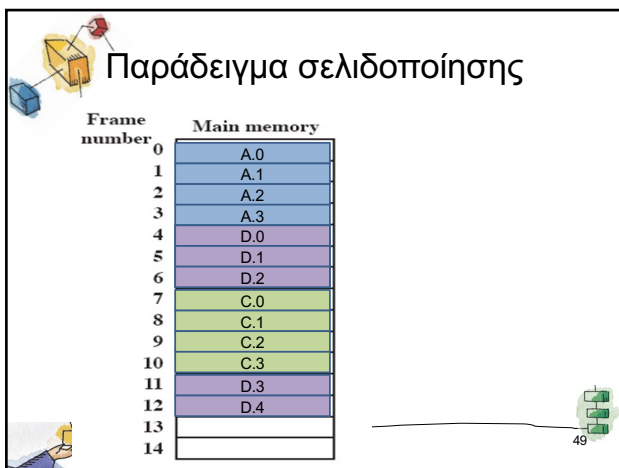 Παράδειγμα σελιδοποίησης
Frame
number
Main memory
0 A.0
1 A.1
2 A.2
3 A.3
4 D.0
5 D.1
6 D.2
7 C.0
8 C.1
9 C.2
10 C.3
11 D.3
12 D.4
13
14
49